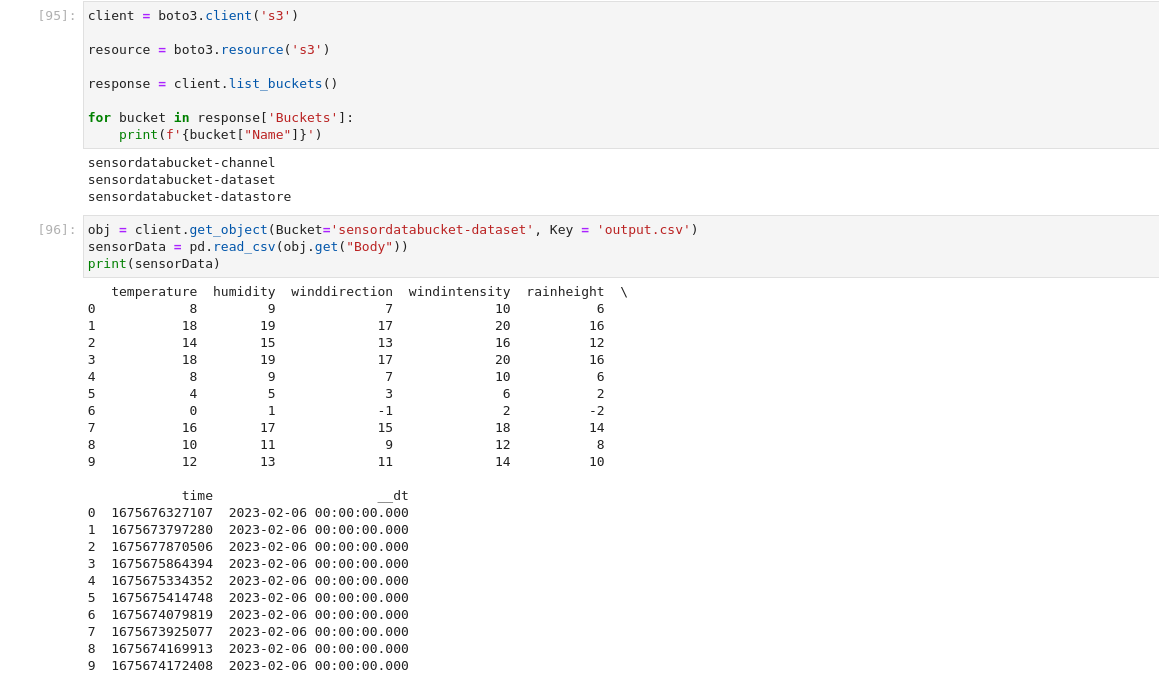 [95]: client = boto3.client('s3')

resource = boto3.resource('s3')

response = client.list_buckets()

for bucket in response['Buckets']:
    print(f'{bucket["Name"]}')
sensordatabucket-channel
sensordatabucket-dataset
sensordatabucket-datastore
[96]: obj = client.get_object(Bucket='sensordatabucket-dataset', Key = 'output.csv')
sensorData = pd.read_csv(obj.get("Body"))
print(sensorData)
   temperature  humidity  winddirection  windintensity  rainheight  \
0            8         9              7             10           6
1           18        19             17             20          16
2           14        15             13             16          12
3           18        19             17             20          16
4            8         9              7             10           6
5            4         5              3              6           2
6            0         1             -1              2          -2
7           16        17             15             18          14
8           10        11              9             12           8
9           12        13             11             14          10

            time                     __dt
0  1675676327107  2023-02-06 00:00:00.000
1  1675673797280  2023-02-06 00:00:00.000
2  1675677870506  2023-02-06 00:00:00.000
3  1675675864394  2023-02-06 00:00:00.000
4  1675675334352  2023-02-06 00:00:00.000
5  1675675414748  2023-02-06 00:00:00.000
6  1675674079819  2023-02-06 00:00:00.000
7  1675673925077  2023-02-06 00:00:00.000
8  1675674169913  2023-02-06 00:00:00.000
9  1675674172408  2023-02-06 00:00:00.000